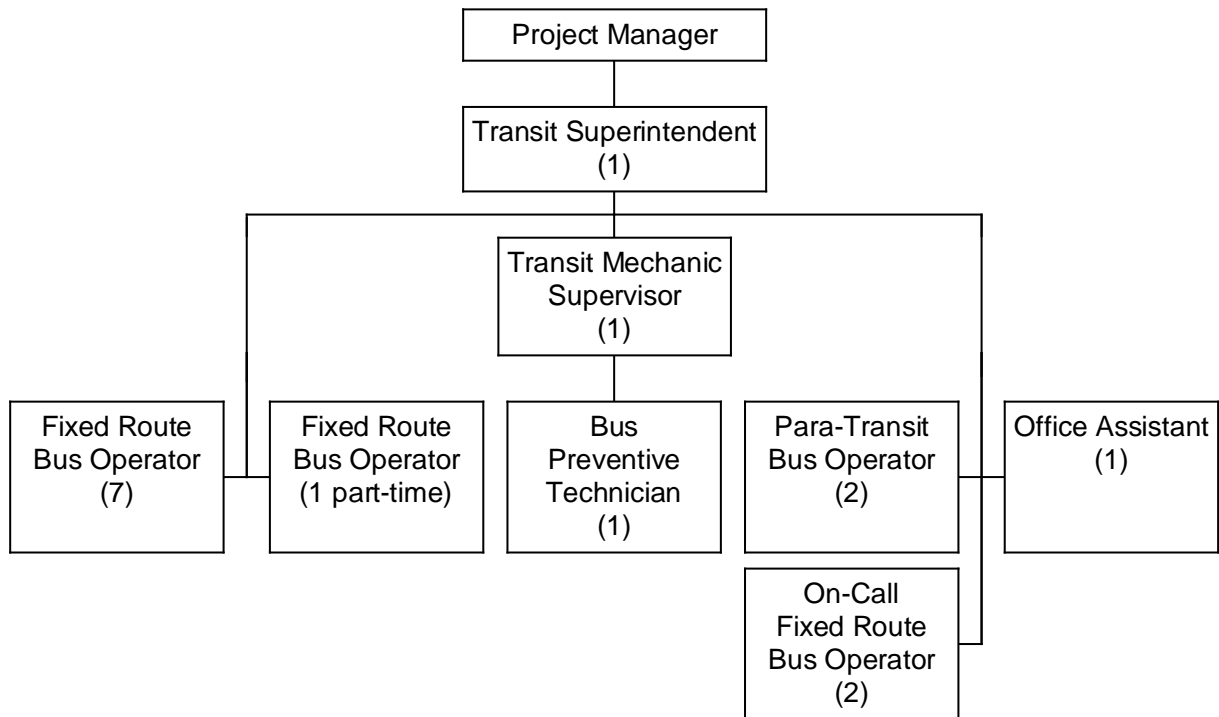 Project Manager
Transit Superintendent
(1)
Transit Mechanic
Supervisor
(1)
Fixed Route
Bus Operator
(7)
Fixed Route
Bus Operator
(1 part-time)
Bus
Preventive
Technician
(1)
Para-Transit
Bus Operator
(2)
Office Assistant
(1)
On-Call
Fixed Route
Bus Operator
(2)